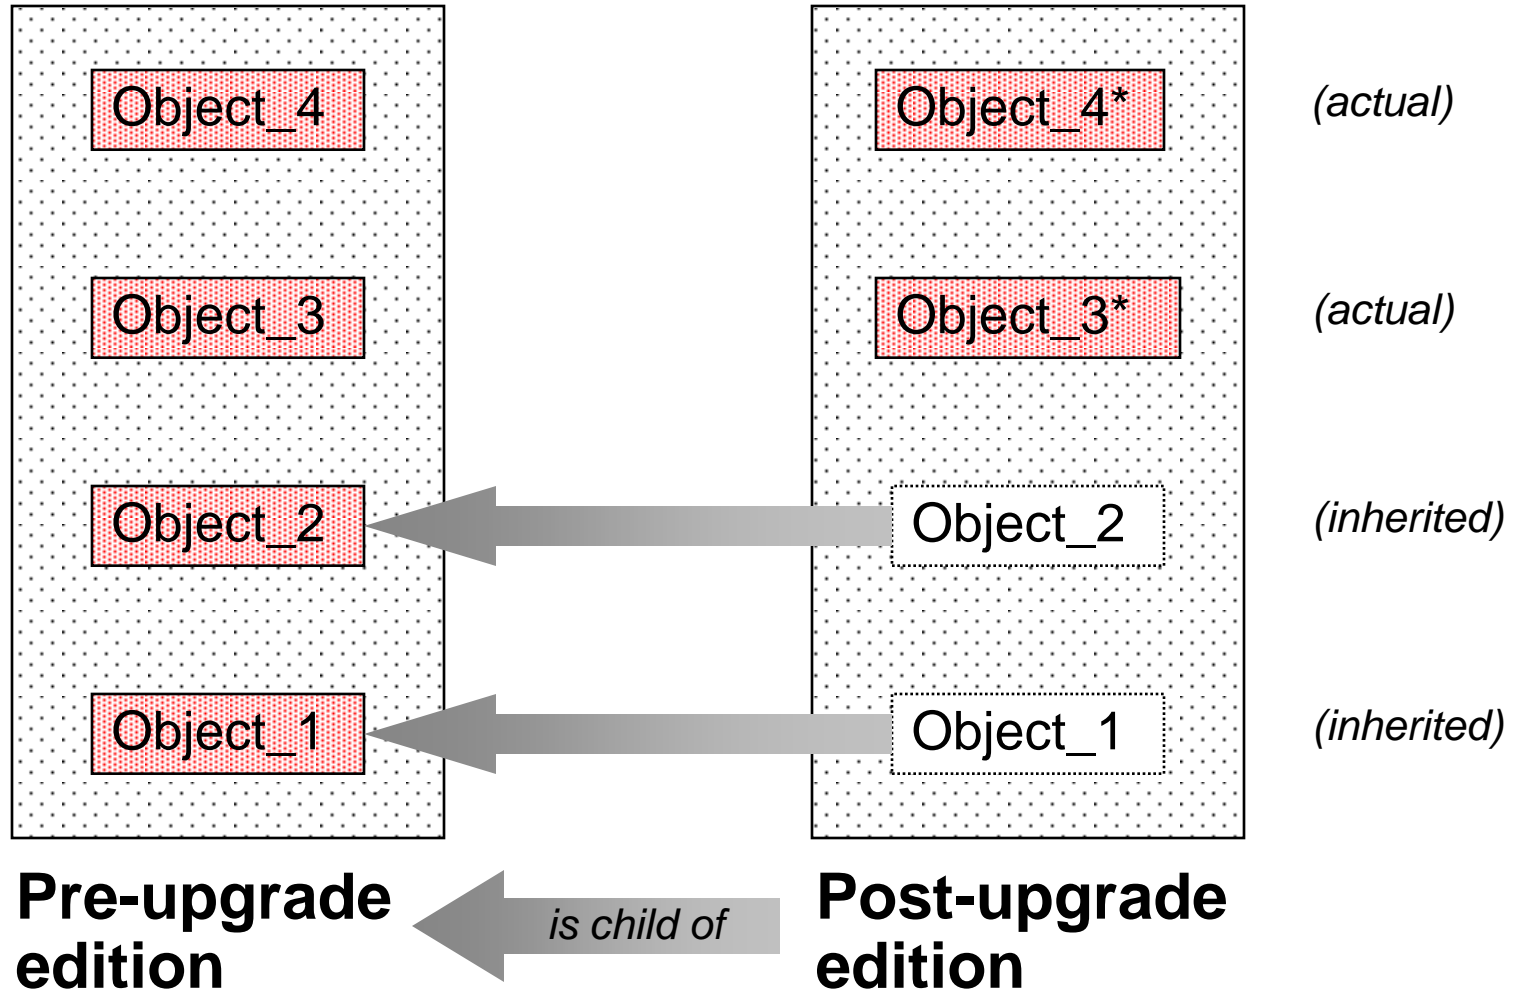 Object_4 Object_4* (actual)
Object_3 Object_3* (actual)
Object_2 Object_2 (inherited)
Object_1 Object_1 (inherited)
Pre-upgrade
edition
is child of
Post-upgrade
edition